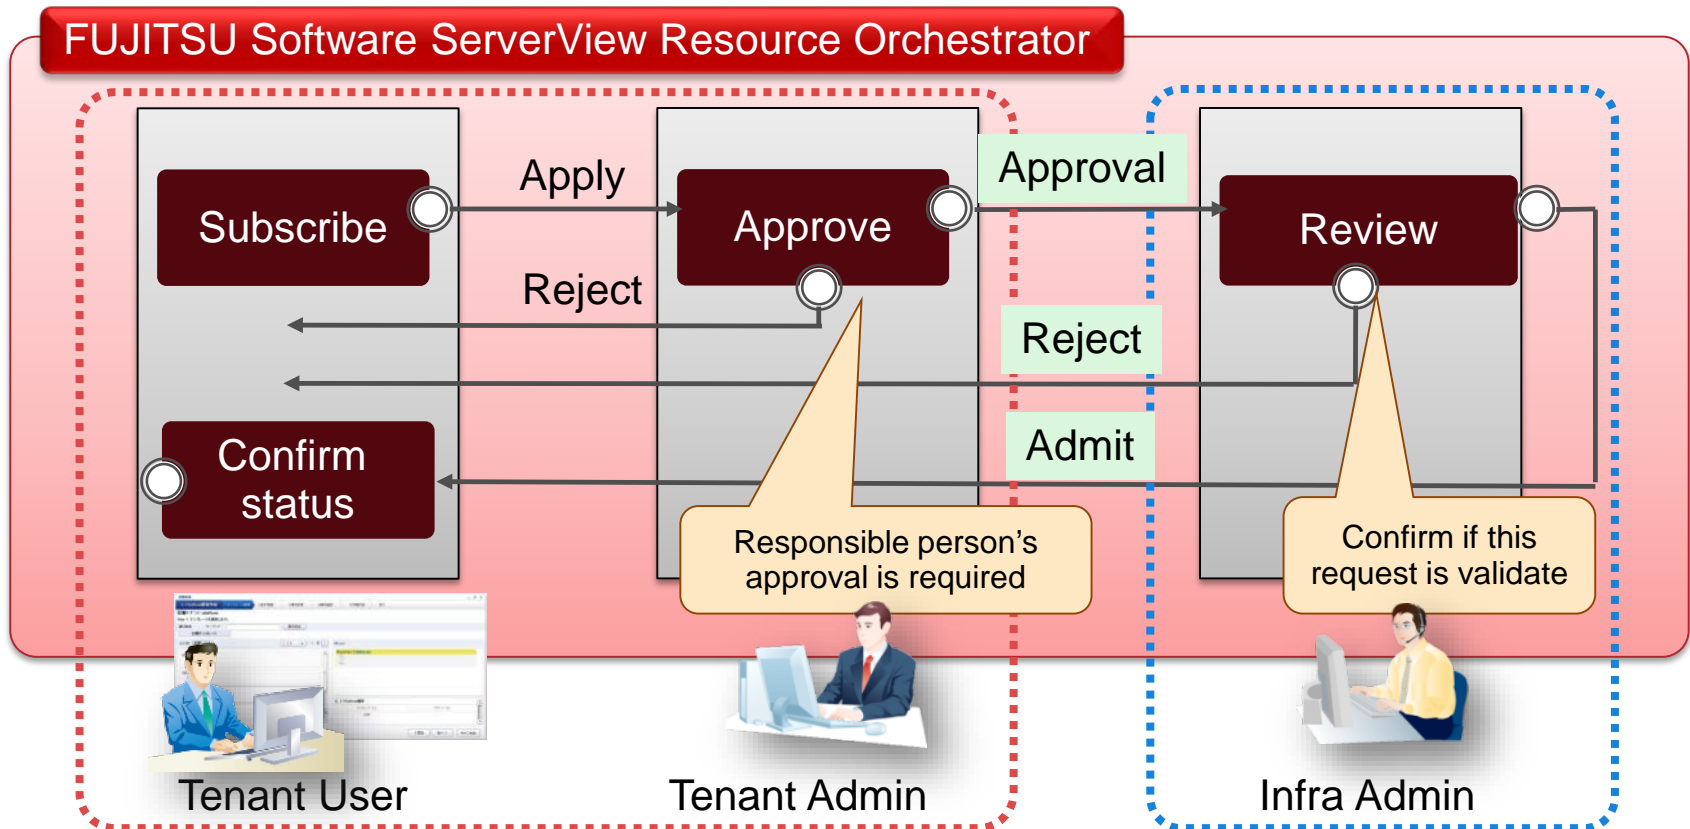 FUJITSU Software ServerView Resource Orchestrator
Apply
Approval
Subscribe
Approve
Review
Reject
Reject
Admit
Confirm
status
Responsible person's
approval is required
Confirm if this
request is validate
Tenant User
Tenant Admin
Infra Admin